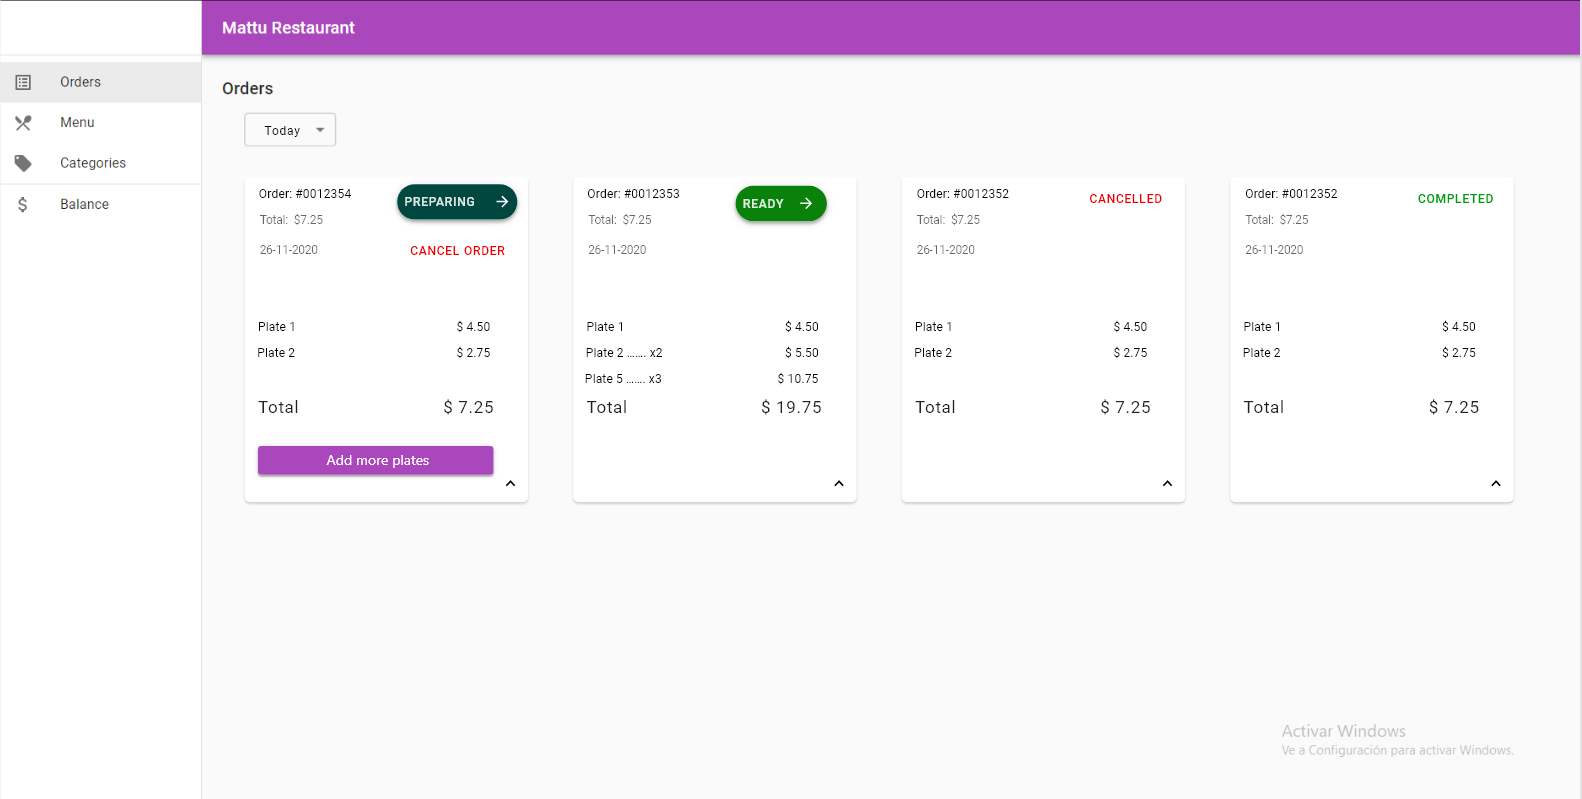 Mattu Restaurant
Orders
Menu
Categories
Balance
Orders
Today
Order: #0012354
PREPARING
Total: $7.25
26-11-2020
CANCEL ORDER
Plate 1 $ 4.50
Plate 2 $ 2.75
Total $ 7.25
Add more plates
Order: #0012353
READY
Total: $7.25
26-11-2020
Plate 1 $ 4.50
Plate 2 ....... x2 $ 5.50
Plate 5 ....... x3 $ 10.75
Total $ 19.75
Order: #0012352
CANCELLED
Total: $7.25
26-11-2020
Plate 1 $ 4.50
Plate 2 $ 2.75
Total $ 7.25
Order: #0012352
COMPLETED
Total: $7.25
26-11-2020
Plate 1 $ 4.50
Plate 2 $ 2.75
Total $ 7.25
Activar Windows
Ve a Configuración para activar Windows.